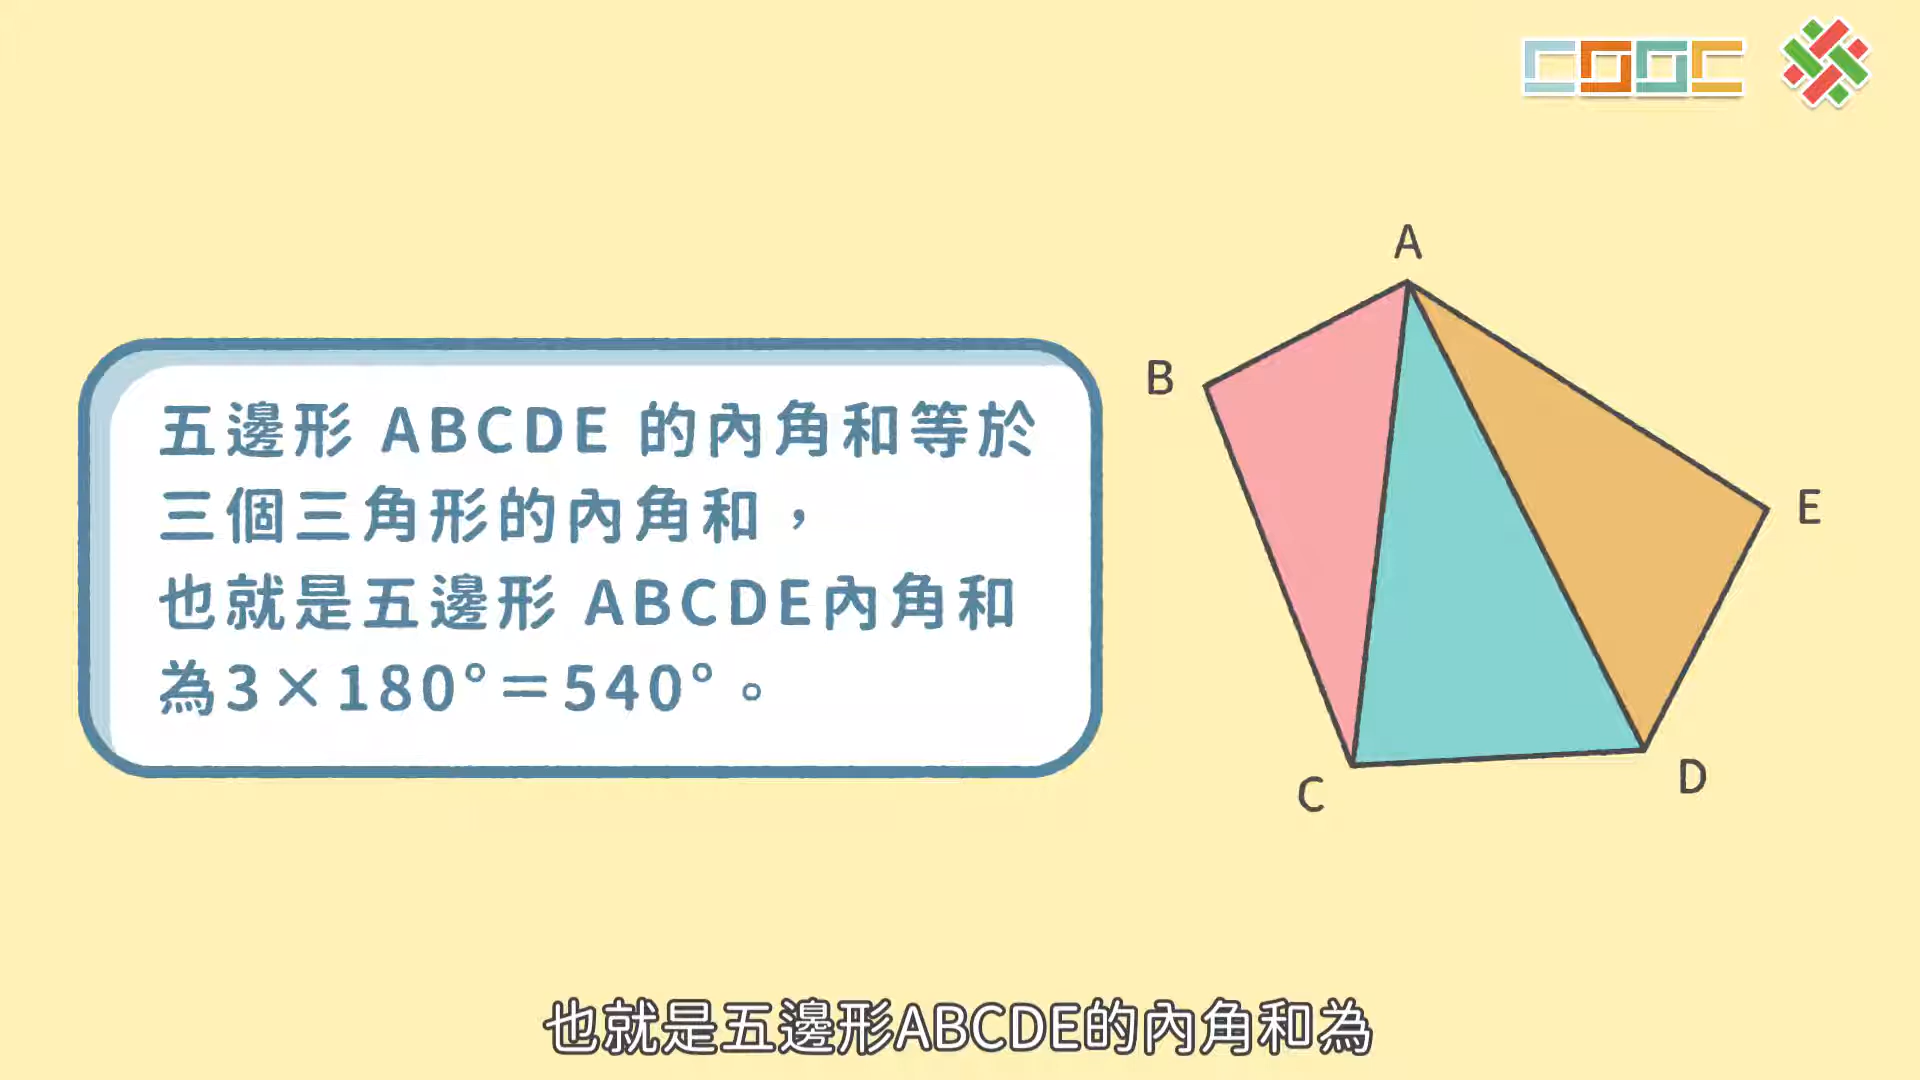 COOC
A
B
E
C
D
五邊形 ABCDE 的內角和等於
三個三角形的內角和，
也就是五邊形 ABCDE內角和
為3×180°＝540°。
也就是五邊形ABCDE的內角和為